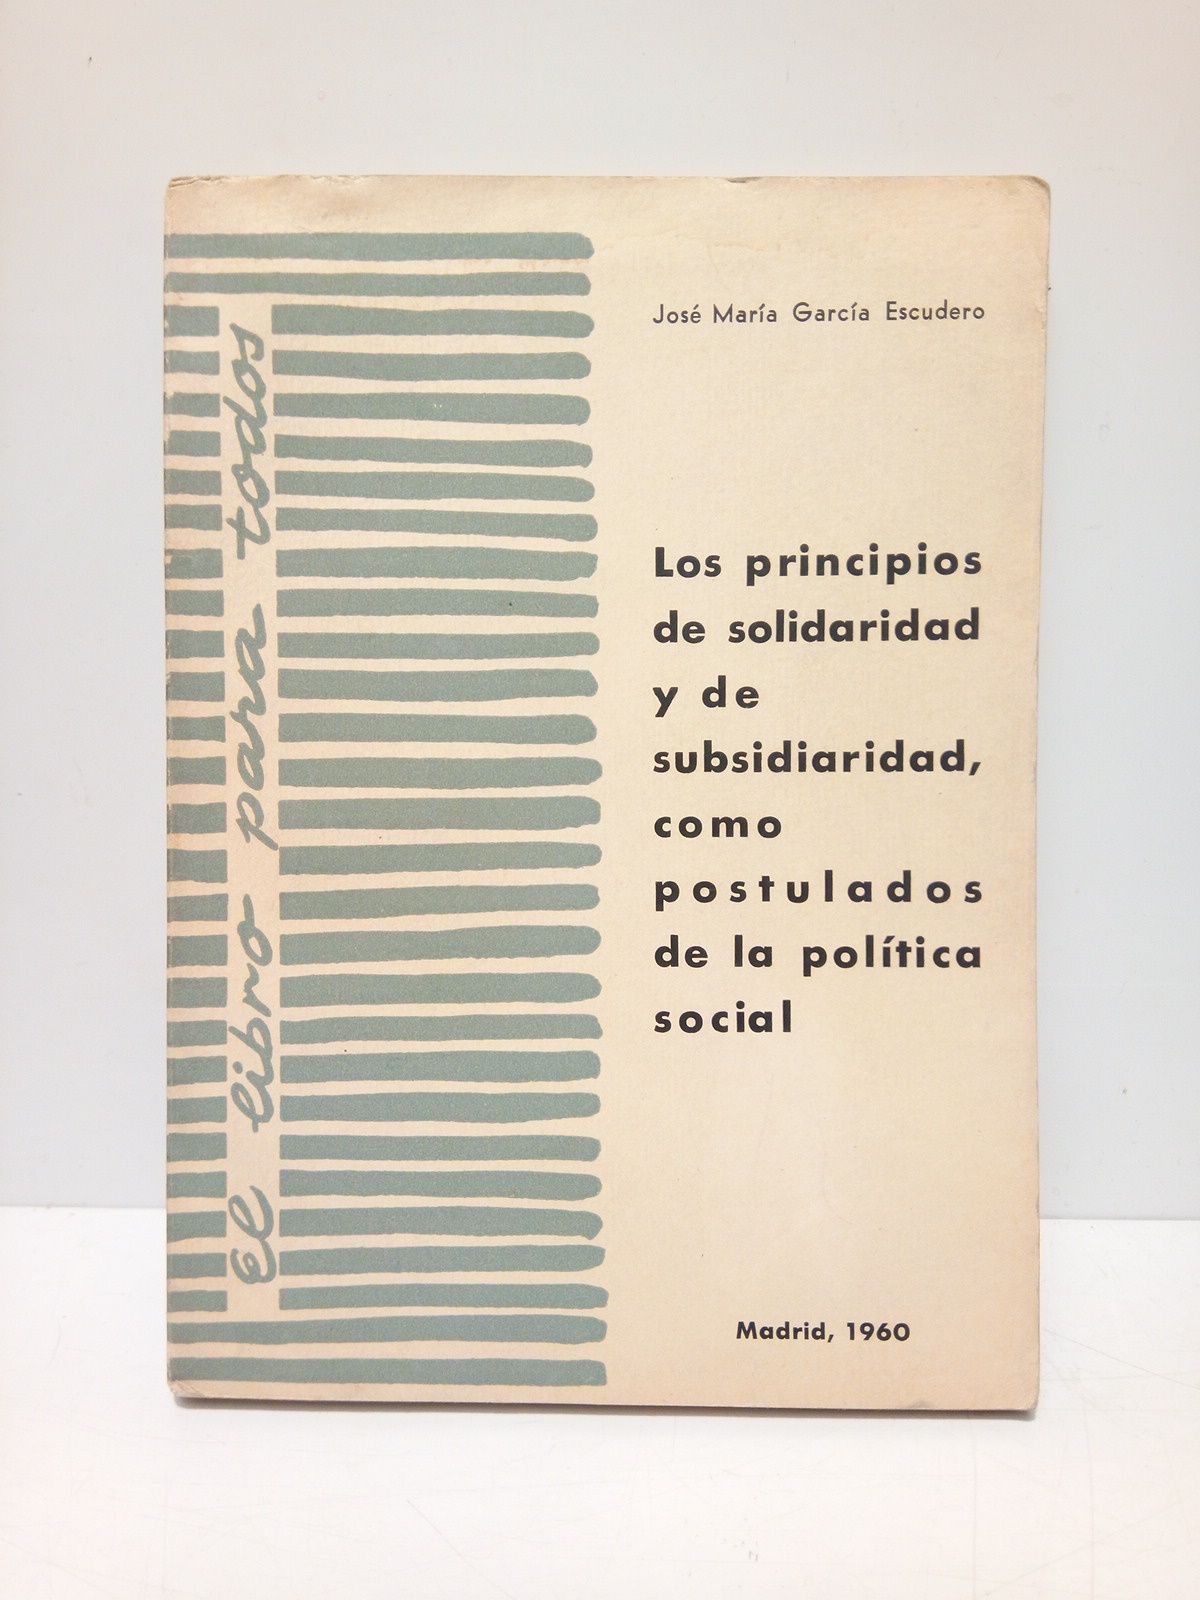 José María García Escudero
Los principios
de solidaridad
y de
subsidiaridad,
como
postulados
de la política
social
Madrid, 1960
el libro para todos